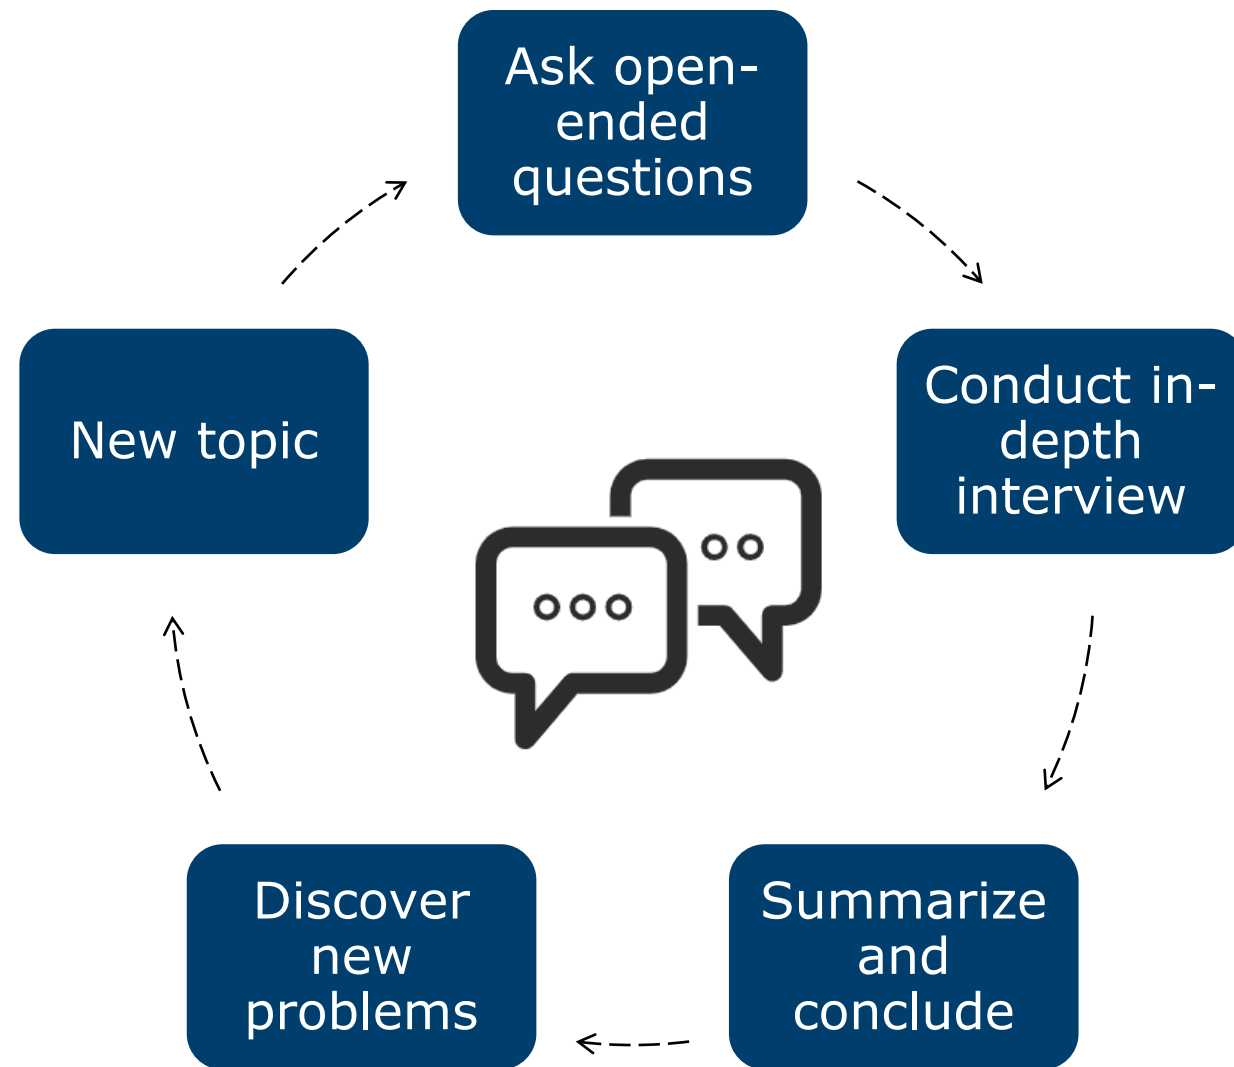 Ask open-
ended
questions
Conduct in-
depth
interview
Summarize
and
conclude
Discover
new
problems
New topic